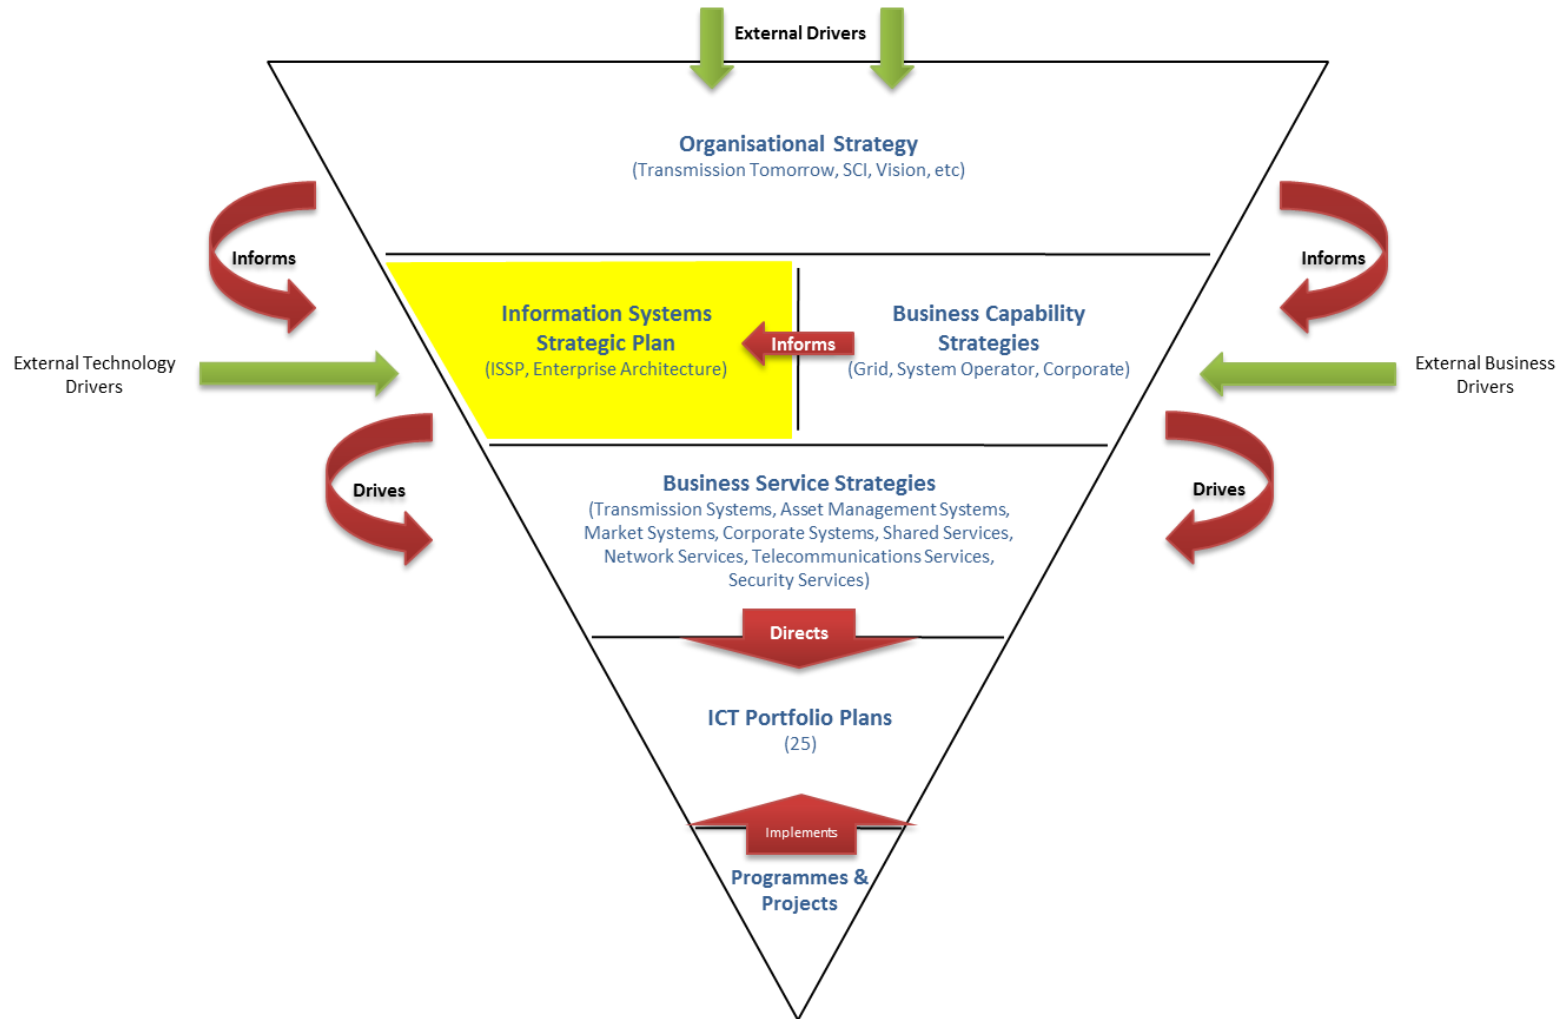 External Drivers
Organisational Strategy
(Transmission Tomorrow, SCI, Vision, etc)
Informs
Informs
Information Systems
Strategic Plan
(ISSP, Enterprise Architecture)
Informs
Business Capability
Strategies
(Grid, System Operator, Corporate)
External Technology
Drivers
External Business
Drivers
Drives
Drives
Business Service Strategies
(Transmission Systems, Asset Management Systems,
Market Systems, Corporate Systems, Shared Services,
Network Services, Telecommunications Services,
Security Services)
Directs
ICT Portfolio Plans
(25)
Implements
Programmes &
Projects